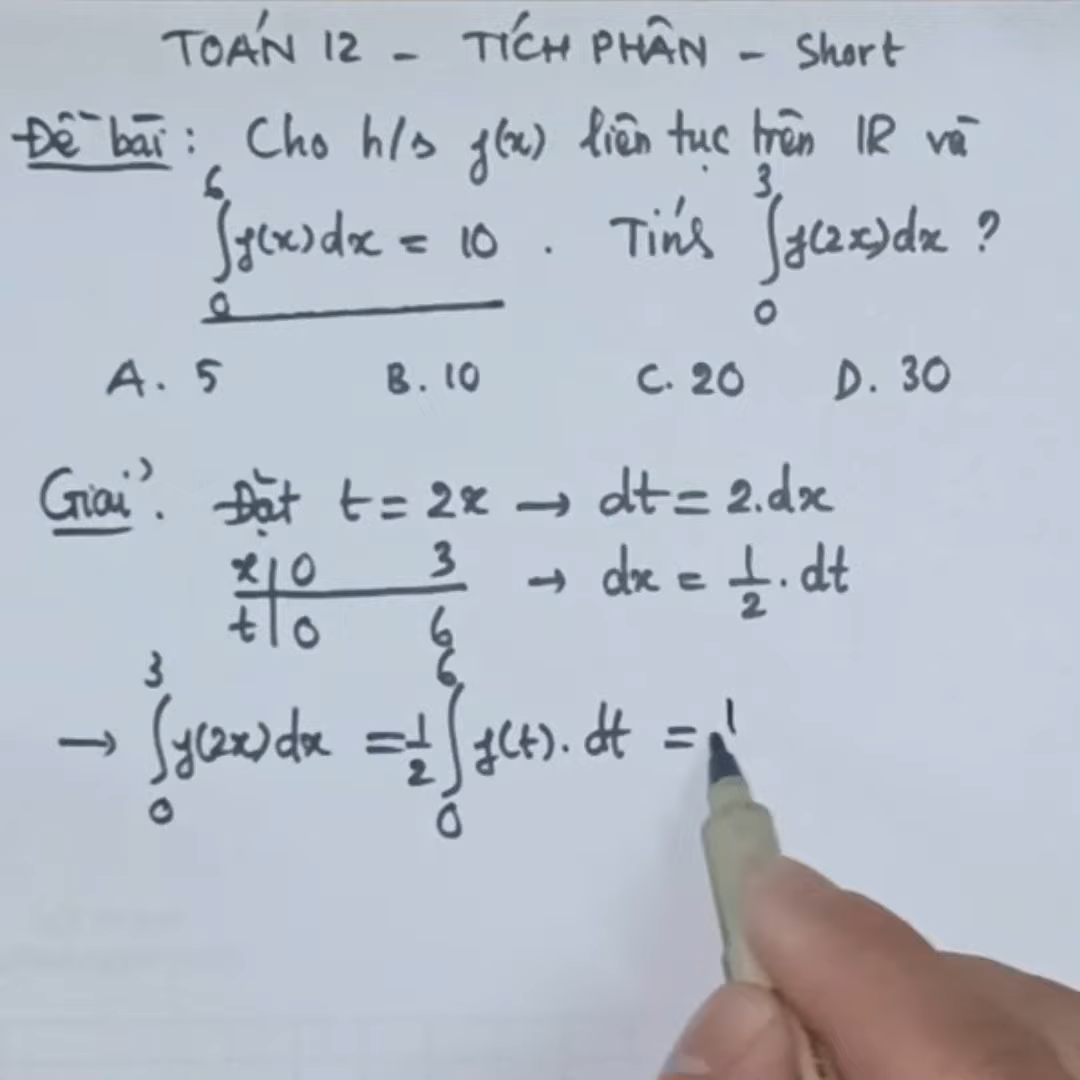 TOÁN 12 - TÍCH PHÂN - Short
Đề bài: Cho h/s f(x) liên tục trên IR và
∫₀⁶ f(x)dx = 10 . Tính ∫₀³ f(2x)dx ?
A. 5 B. 10 C. 20 D. 30
Giải: Đặt t = 2x → dt = 2.dx
x | 0 3 → dx = 1/2 . dt
t | 0 6
→ ∫₀³ f(2x)dx = 1/2 ∫₀⁶ f(t). dt = 1